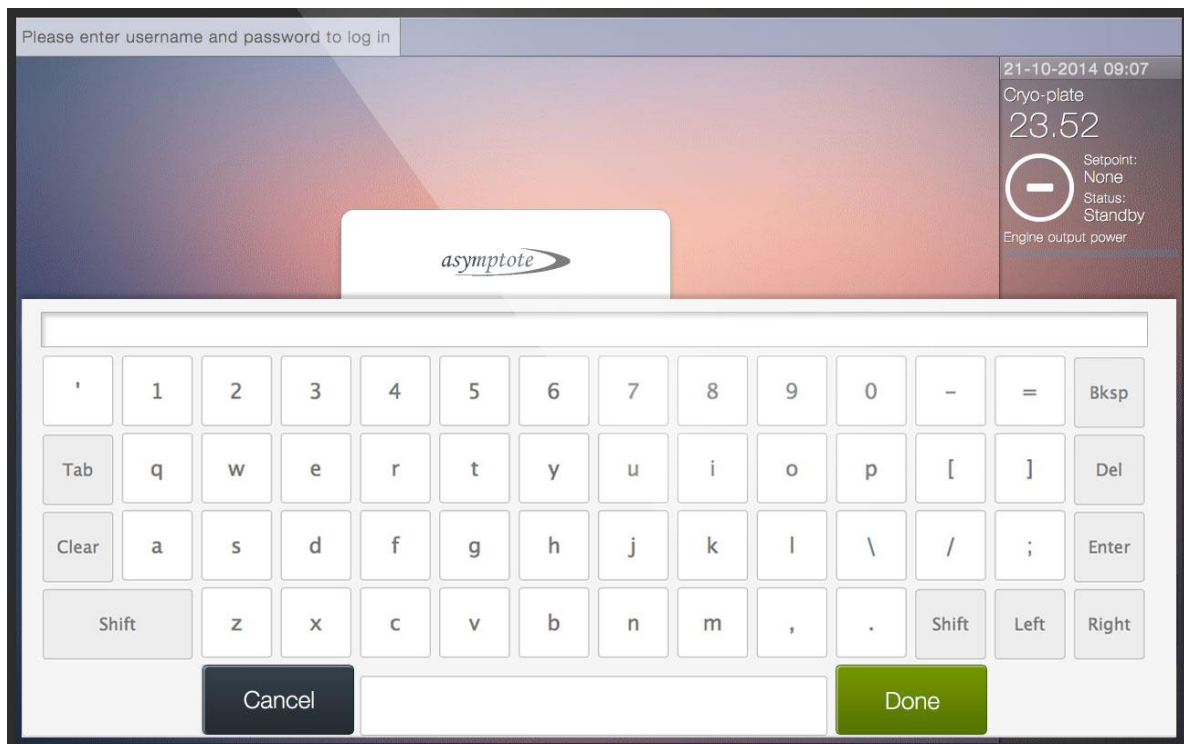 Please enter username and password to log in
21-10-2014 09:07
Cryo-plate
23.52
Setpoint:
None
Status:
Standby
Engine output power
asymptote
' 1 2 3 4 5 6 7 8 9 0 - = Bksp
Tab q w e r t y u i o p [ ] Del
Clear a s d f g h j k l \ / ; Enter
Shift z x c v b n m , . Shift Left Right
Cancel Done